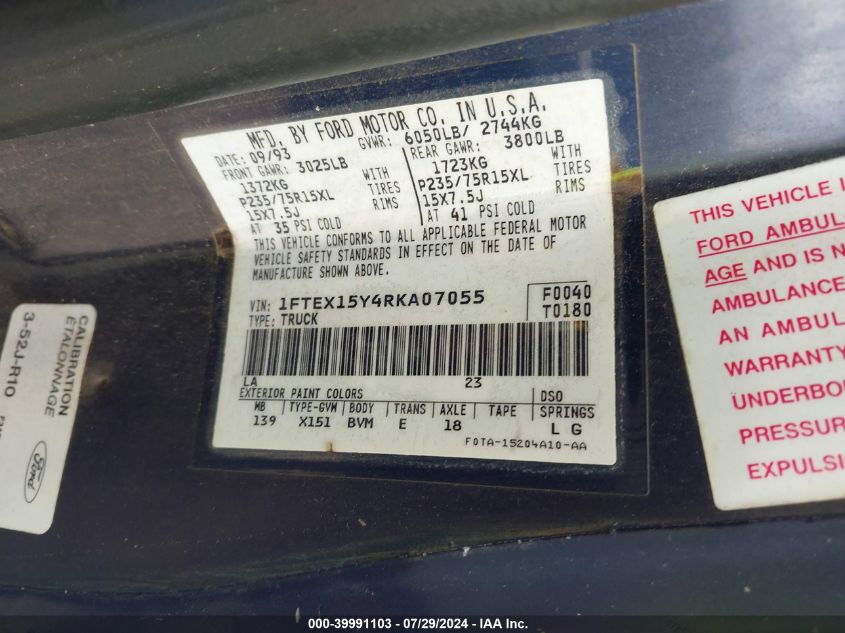 MFD. BY FORD MOTOR CO. IN U.S.A.
DATE: 09/93 GVWR: 6050LB/ 2744KG
FRONT GAWR: 3025LB REAR GAWR: 3800LB
1372KG WITH 1723KG WITH
P235/75R15XL TIRES P235/75R15XL TIRES
15X7.5J RIMS 15X7.5J RIMS
AT 35 PSI COLD AT 41 PSI COLD
THIS VEHICLE CONFORMS TO ALL APPLICABLE FEDERAL MOTOR
VEHICLE SAFETY STANDARDS IN EFFECT ON THE DATE OF
MANUFACTURE SHOWN ABOVE.
VIN: 1FTEX15Y4RKA07055 F0040
TYPE: TRUCK T0180
LA 23
EXTERIOR PAINT COLORS DSO
WB TYPE-GVW BODY TRANS AXLE TAPE SPRINGS
139 X151 BVM E 18 L G
F0TA-15204A10-AA
CALIBRATION
ÉTALONNAGE
3-52J-R10
Ford
THIS VEHICLE
FORD AMBUL
AGE AND IS N
AMBULANCE
AN AMBUL
WARRANTY
UNDERBO
PRESSUR
EXPULSI
000-39991103 - 07/29/2024 - IAA Inc.